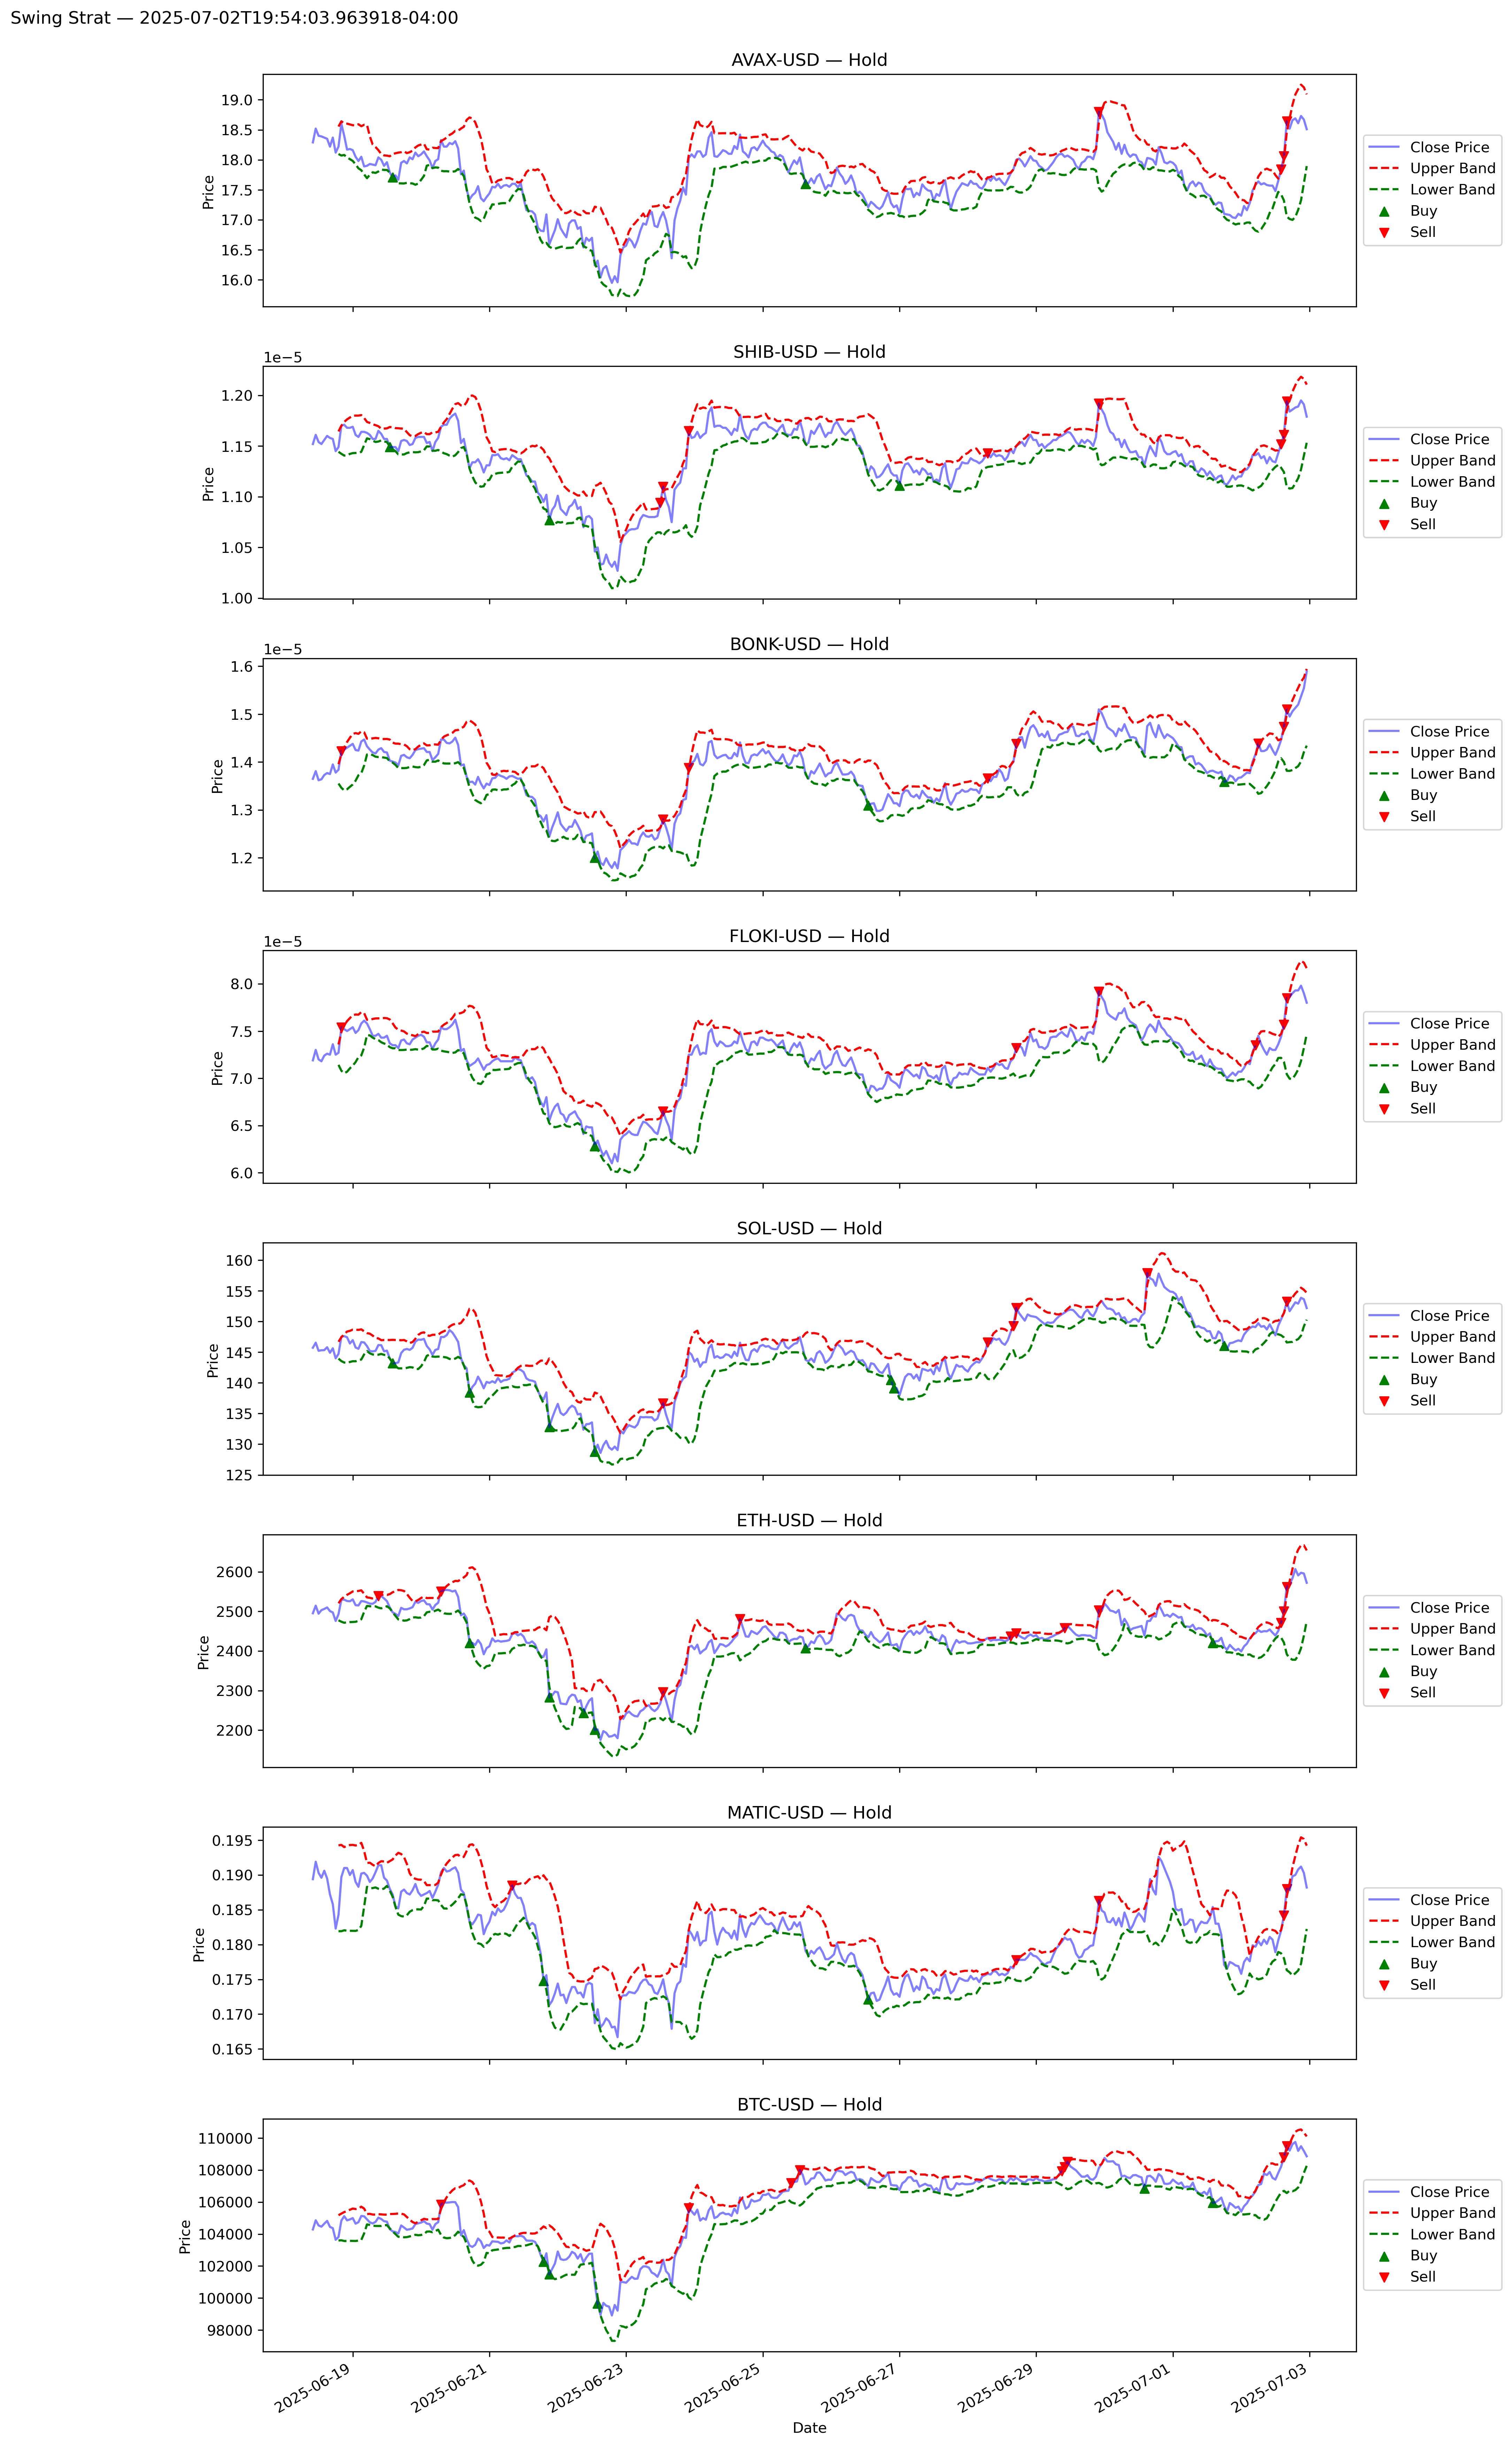 Swing Strat — 2025-07-02T19:54:03.963918-04:00
AVAX-USD — Hold
19.0
18.5
18.0
17.5
17.0
16.5
16.0
Price
Close Price
Upper Band
Lower Band
Buy
Sell
SHIB-USD — Hold
1e−5
1.20
1.15
1.10
1.05
1.00
Price
Close Price
Upper Band
Lower Band
Buy
Sell
BONK-USD — Hold
1e−5
1.6
1.5
1.4
1.3
1.2
Price
Close Price
Upper Band
Lower Band
Buy
Sell
FLOKI-USD — Hold
1e−5
8.0
7.5
7.0
6.5
6.0
Price
Close Price
Upper Band
Lower Band
Buy
Sell
SOL-USD — Hold
160
155
150
145
140
135
130
125
Price
Close Price
Upper Band
Lower Band
Buy
Sell
ETH-USD — Hold
2600
2500
2400
2300
2200
Price
Close Price
Upper Band
Lower Band
Buy
Sell
MATIC-USD — Hold
0.195
0.190
0.185
0.180
0.175
0.170
0.165
Price
Close Price
Upper Band
Lower Band
Buy
Sell
BTC-USD — Hold
110000
108000
106000
104000
102000
100000
98000
Price
Close Price
Upper Band
Lower Band
Buy
Sell
2025-06-19
2025-06-21
2025-06-23
2025-06-25
2025-06-27
2025-06-29
2025-07-01
2025-07-03
Date